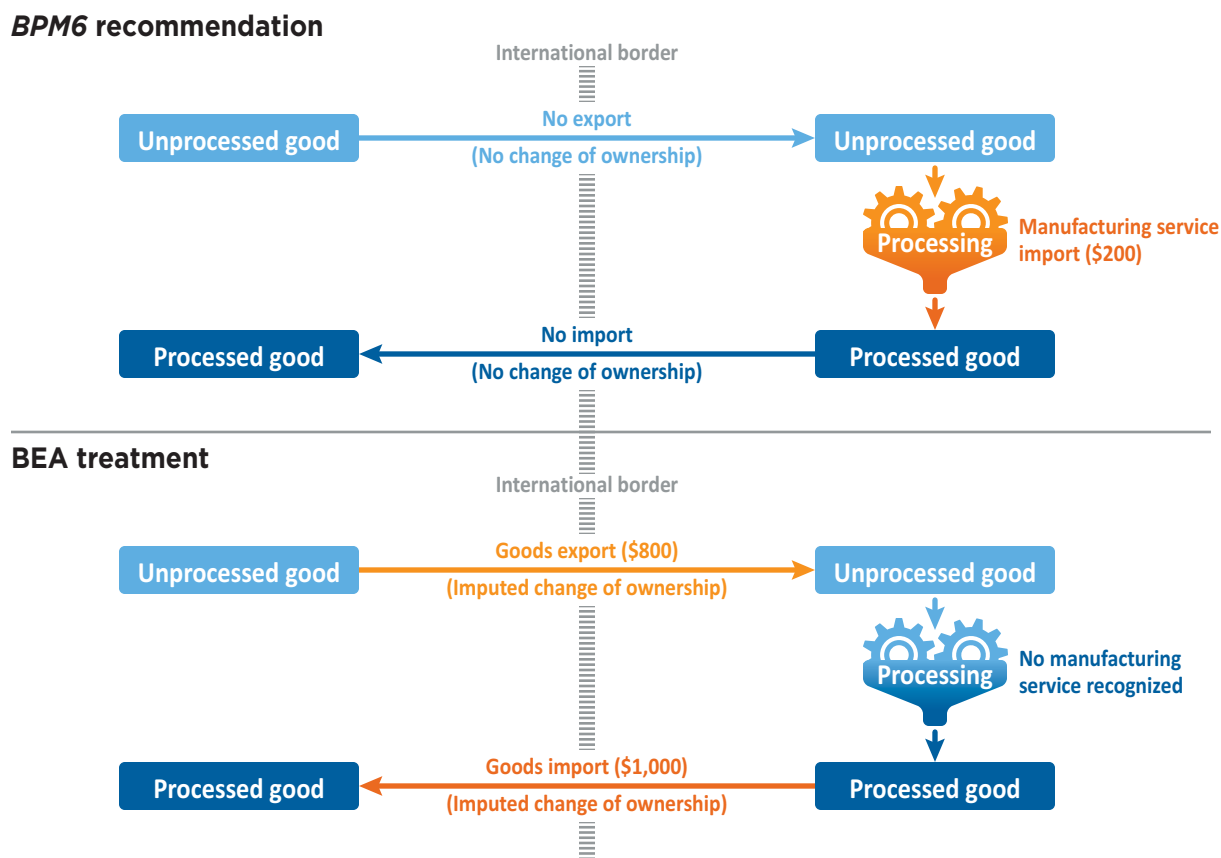 BPM6 recommendation
International border
Unprocessed good
No export
(No change of ownership)
Unprocessed good
Processing
Manufacturing service
import ($200)
Processed good
No import
(No change of ownership)
Processed good
BEA treatment
International border
Unprocessed good
Goods export ($800)
(Imputed change of ownership)
Unprocessed good
Processing
No manufacturing
service recognized
Processed good
Goods import ($1,000)
(Imputed change of ownership)
Processed good